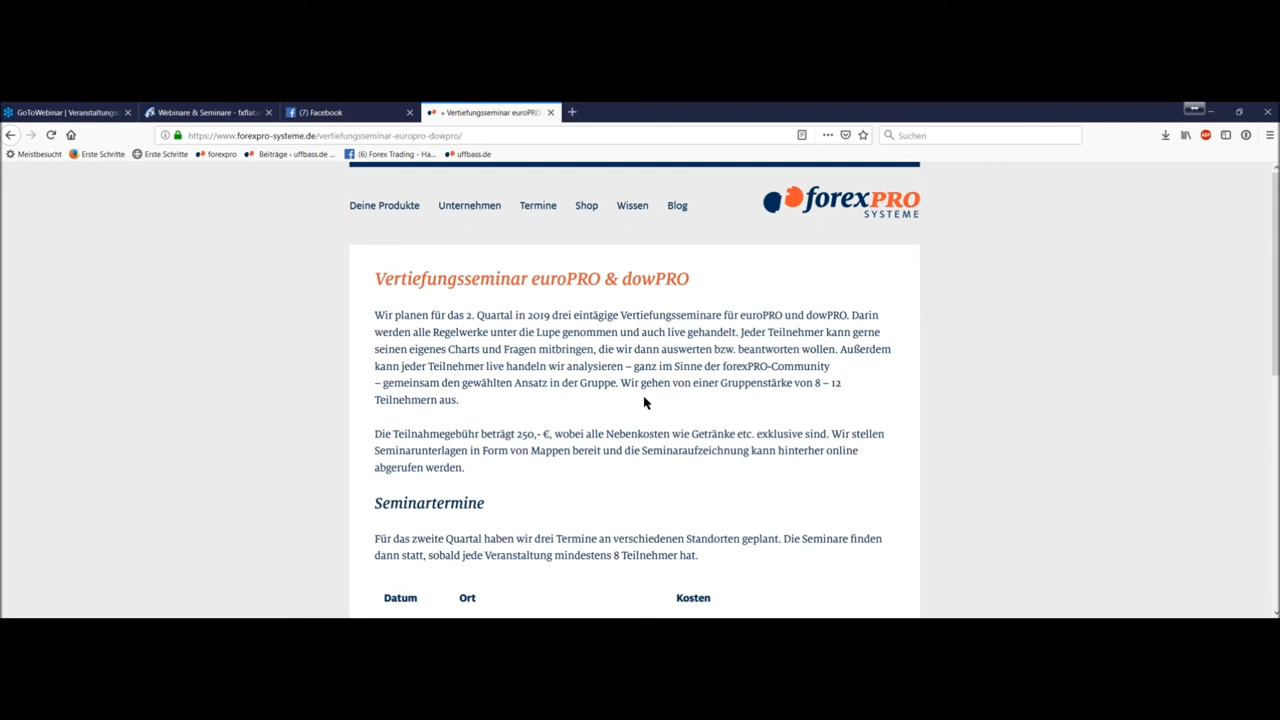 GoToWebinar | Veranstaltungs
Webinare & Seminare - fxflat.c
(7) Facebook
» Vertiefungsseminar euroPRO
https://www.forexpro-systeme.de/vertiefungsseminar-europro-dowpro/
Suchen
Meistbesucht
Erste Schritte
Erste Schritte
forexpro
Beiträge ‹ uffbass.de ...
(6) Forex Trading - Ha...
uffbass.de
Deine Produkte
Unternehmen
Termine
Shop
Wissen
Blog
forexPRO
SYSTEME
Vertiefungsseminar euroPRO & dowPRO
Wir planen für das 2. Quartal in 2019 drei eintägige Vertiefungsseminare für euroPRO und dowPRO. Darin
werden alle Regelwerke unter die Lupe genommen und auch live gehandelt. Jeder Teilnehmer kann gerne
seinen eigenes Charts und Fragen mitbringen, die wir dann auswerten bzw. beantworten wollen. Außerdem
kann jeder Teilnehmer live handeln wir analysieren – ganz im Sinne der forexPRO-Community
– gemeinsam den gewählten Ansatz in der Gruppe. Wir gehen von einer Gruppenstärke von 8 – 12
Teilnehmern aus.
Die Teilnahmegebühr beträgt 250,- €, wobei alle Nebenkosten wie Getränke etc. exklusive sind. Wir stellen
Seminarunterlagen in Form von Mappen bereit und die Seminaraufzeichnung kann hinterher online
abgerufen werden.
Seminartermine
Für das zweite Quartal haben wir drei Termine an verschiedenen Standorten geplant. Die Seminare finden
dann statt, sobald jede Veranstaltung mindestens 8 Teilnehmer hat.
Datum
Ort
Kosten